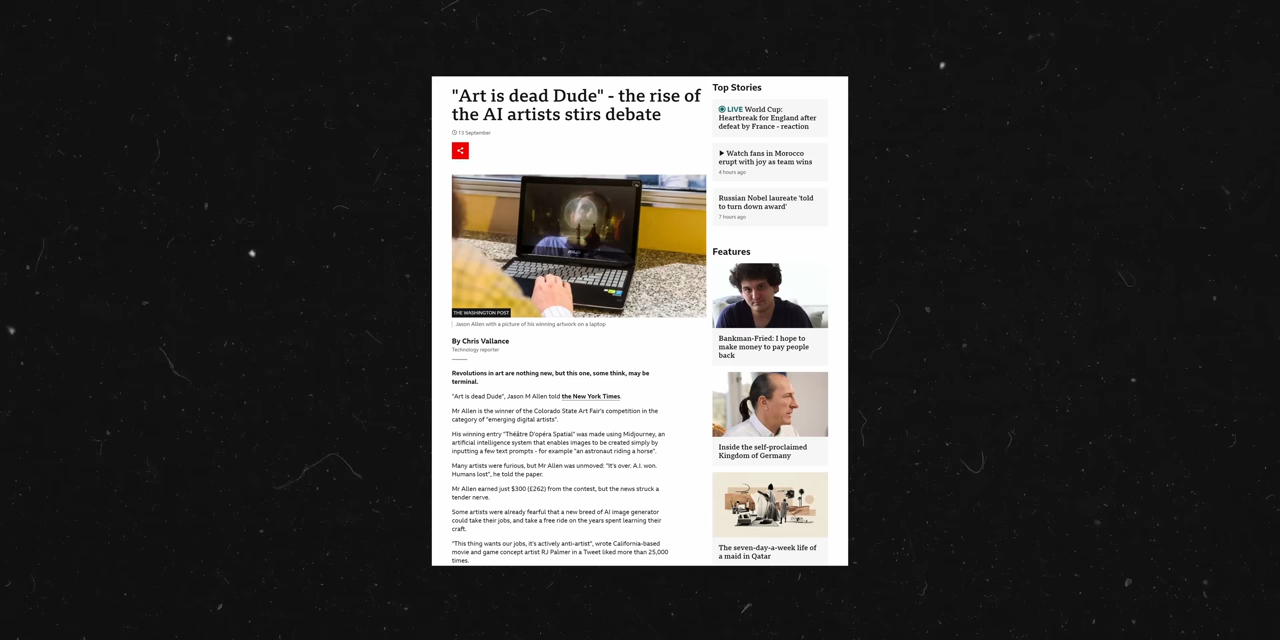 "Art is dead Dude" - the rise of
the AI artists stirs debate
13 September
THE WASHINGTON POST
Jason Allen with a picture of his winning artwork on a laptop
By Chris Vallance
Technology reporter
Revolutions in art are nothing new, but this one, some think, may be
terminal.
"Art is dead Dude", Jason M Allen told the New York Times.
Mr Allen is the winner of the Colorado State Art Fair's competition in the
category of "emerging digital artists".
His winning entry "Théâtre D'opéra Spatial" was made using Midjourney, an
artificial intelligence system that enables images to be created simply by
inputting a few text prompts - for example "an astronaut riding a horse".
Many artists were furious, but Mr Allen was unmoved: "It's over. A.I. won.
Humans lost", he told the paper.
Mr Allen earned just $300 (£262) from the contest, but the news struck a
tender nerve.
Some artists were already fearful that a new breed of AI image generator
could take their jobs, and take a free ride on the years spent learning their
craft.
"This thing wants our jobs, it's actively anti-artist", wrote California-based
movie and game concept artist RJ Palmer in a Tweet liked more than 25,000
times.
Top Stories
LIVE World Cup:
Heartbreak for England after
defeat by France - reaction
Watch fans in Morocco
erupt with joy as team wins
4 hours ago
Russian Nobel laureate 'told
to turn down award'
7 hours ago
Features
Bankman-Fried: I hope to
make money to pay people
back
Inside the self-proclaimed
Kingdom of Germany
The seven-day-a-week life of
a maid in Qatar